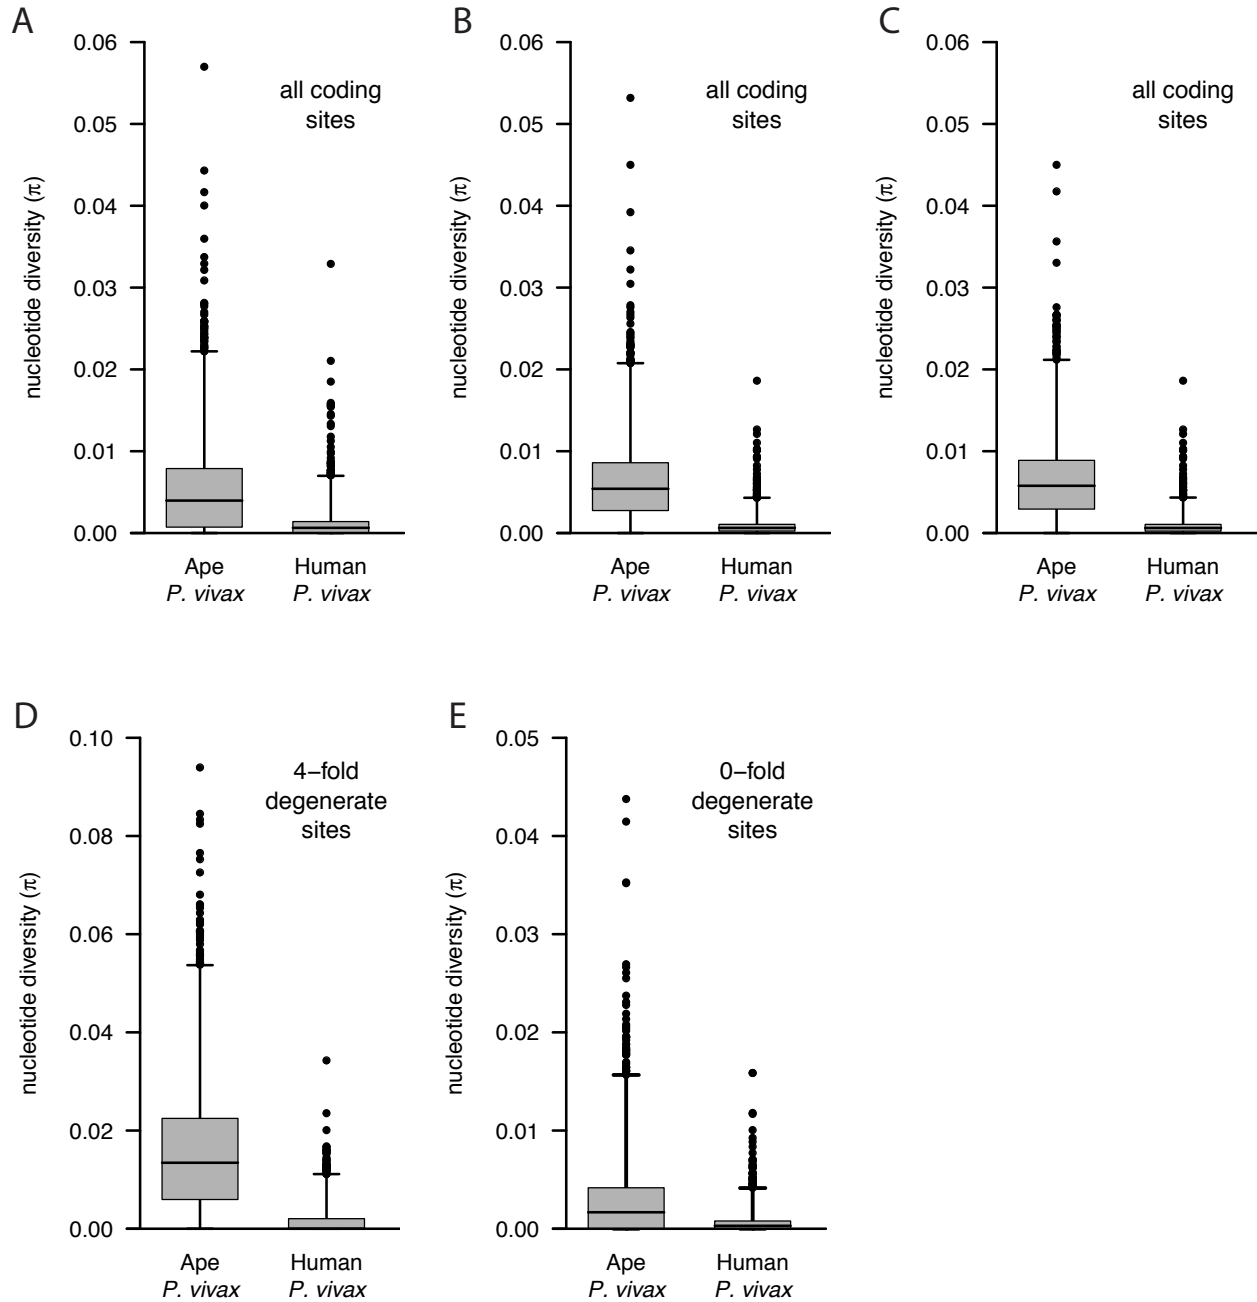 A
0.06
0.05
0.04
0.03
0.02
0.01
0.00
nucleotide diversity (π)
all coding
sites
Ape
P. vivax
Human
P. vivax
B
0.06
0.05
0.04
0.03
0.02
0.01
0.00
nucleotide diversity (π)
all coding
sites
Ape
P. vivax
Human
P. vivax
C
0.06
0.05
0.04
0.03
0.02
0.01
0.00
nucleotide diversity (π)
all coding
sites
Ape
P. vivax
Human
P. vivax
D
0.10
0.08
0.06
0.04
0.02
0.00
nucleotide diversity (π)
4−fold
degenerate
sites
Ape
P. vivax
Human
P. vivax
E
0.05
0.04
0.03
0.02
0.01
0.00
nucleotide diversity (π)
0−fold
degenerate
sites
Ape
P. vivax
Human
P. vivax